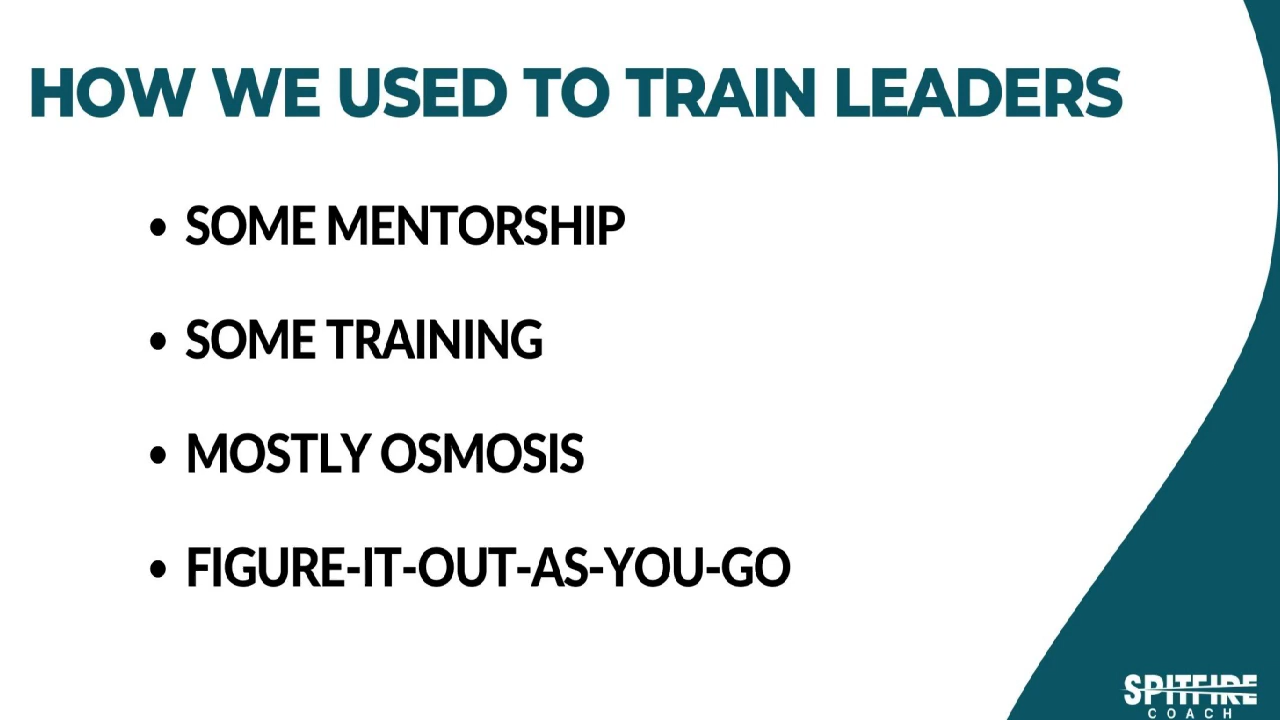 HOW WE USED TO TRAIN LEADERS
• SOME MENTORSHIP
• SOME TRAINING
• MOSTLY OSMOSIS
• FIGURE-IT-OUT-AS-YOU-GO
SPITFIRE
COACH